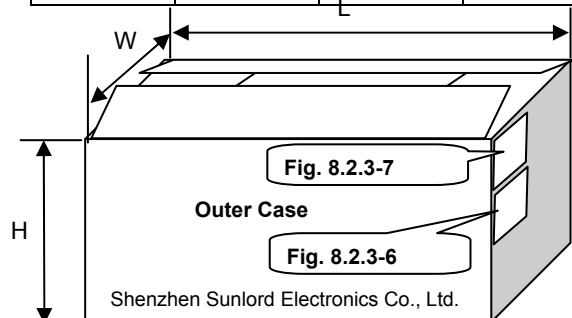 L
W
Fig. 8.2.3-7
Outer Case
H
Fig. 8.2.3-6
Shenzhen Sunlord Electronics Co., Ltd.